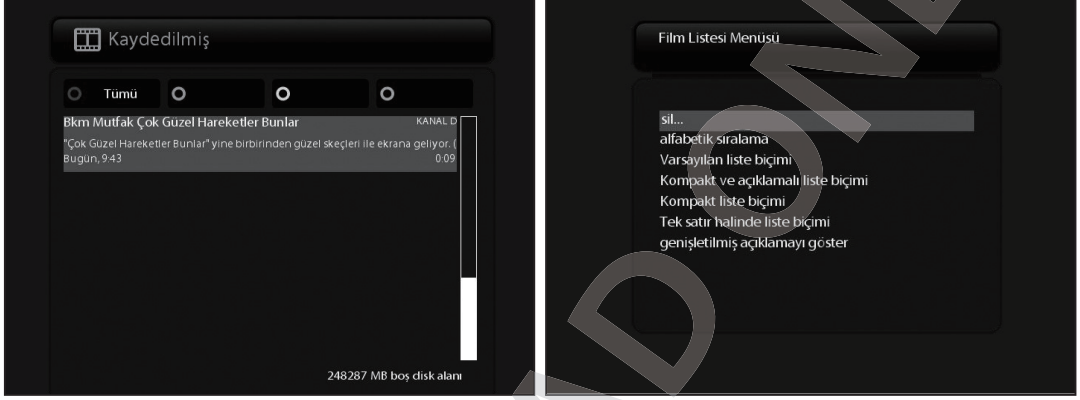 Kaydedilmiş
Tümü
Bkm Mutfak Çok Güzel Hareketler Bunlar KANAL D
"Çok Güzel Hareketler Bunlar" yine birbirinden güzel skeçleri ile ekrana geliyor. (
Bugün, 9:43 0:09
248287 MB boş disk alanı
Film Listesi Menüsü
sil...
alfabetik sıralama
Varsayılan liste biçimi
Kompakt ve açıklamalı liste biçimi
Kompakt liste biçimi
Tek satır halinde liste biçimi
genişletilmiş açıklamayı göster